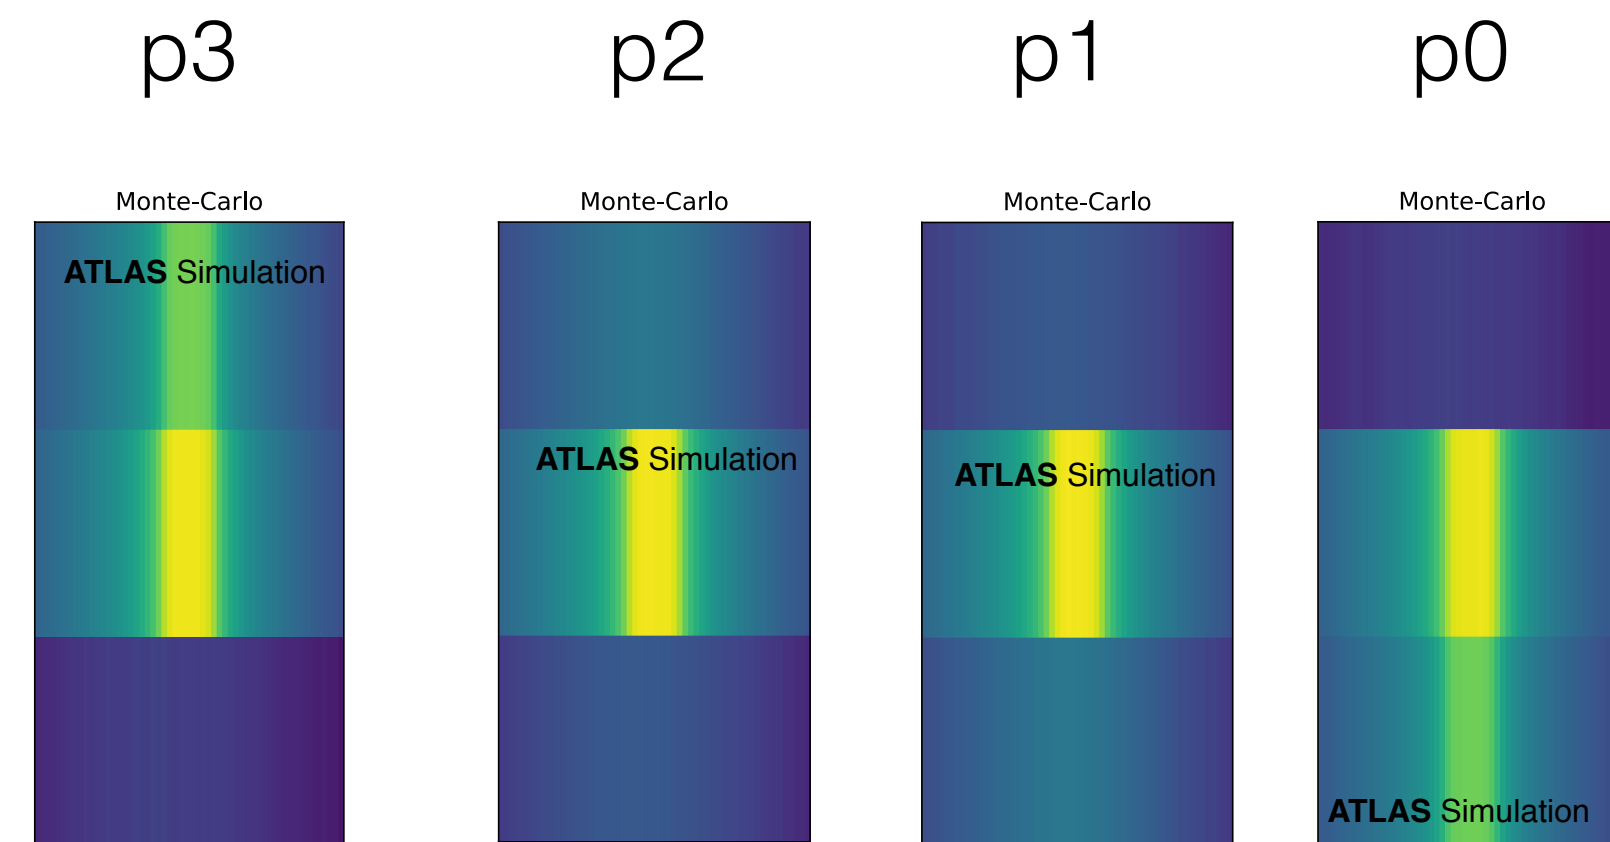 p3
p2
p1
p0
Monte-Carlo
Monte-Carlo
Monte-Carlo
Monte-Carlo
ATLAS Simulation
ATLAS Simulation
ATLAS Simulation
ATLAS Simulation